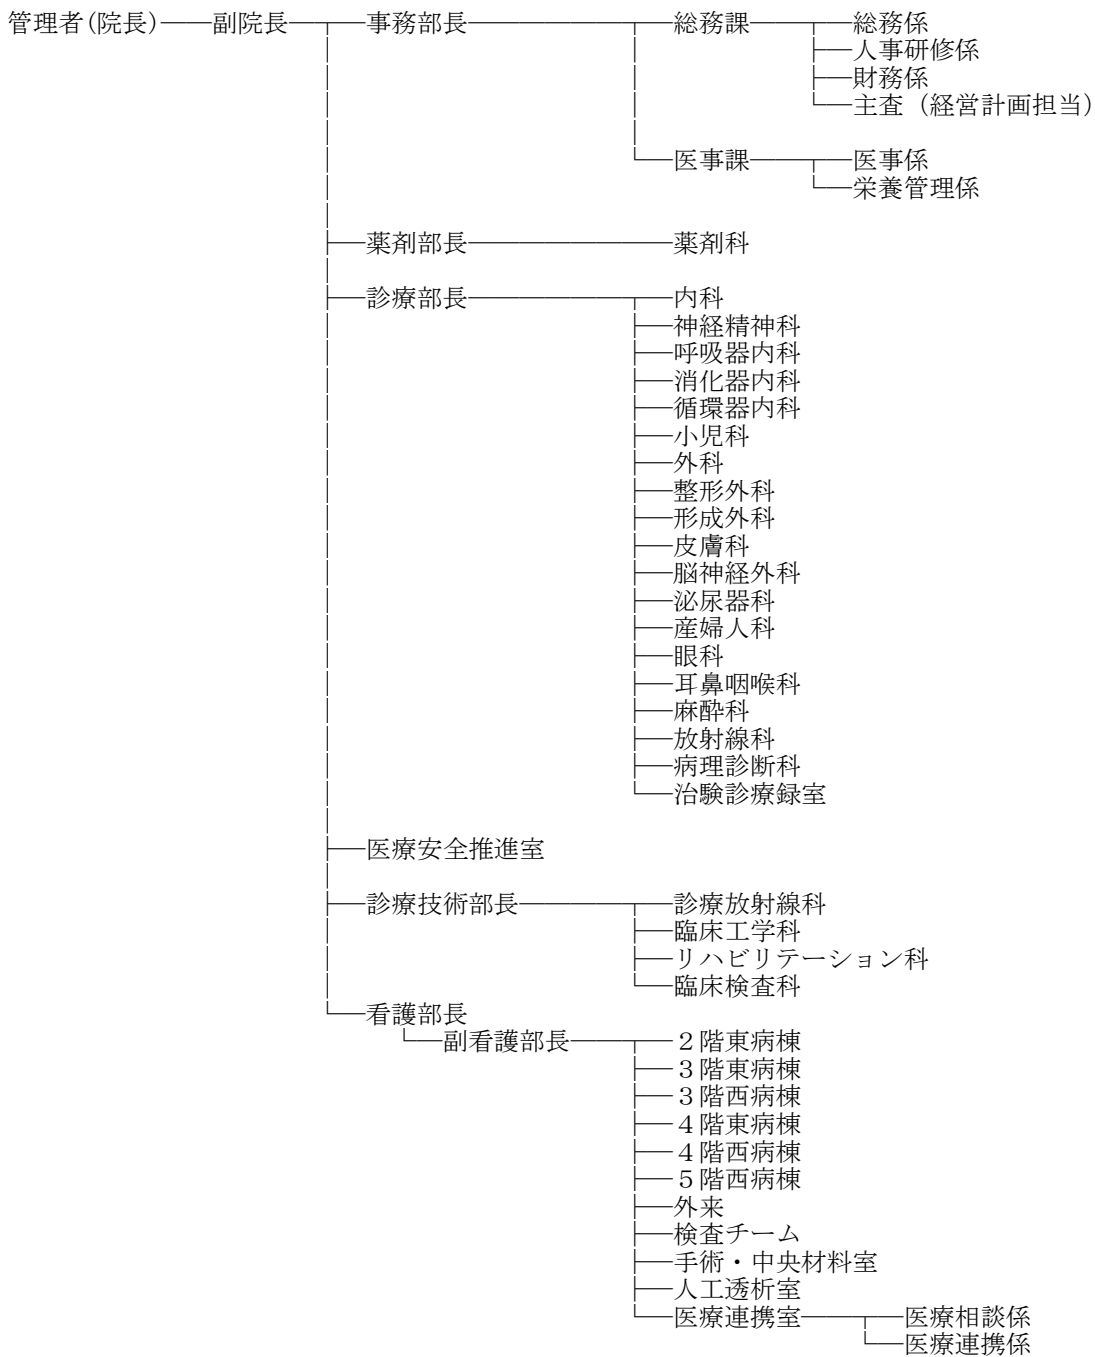 管理者(院長) 副院長 事務部長 総務課 総務係
人事研修係
財務係
主査（経営計画担当）
医事課 医事係
栄養管理係
薬剤部長 薬剤科
診療部長 内科
神経精神科
呼吸器内科
消化器内科
循環器内科
小児科
外科
整形外科
形成外科
皮膚科
脳神経外科
泌尿器科
産婦人科
眼科
耳鼻咽喉科
麻酔科
放射線科
病理診断科
治験診療録室
医療安全推進室
診療技術部長 診療放射線科
臨床工学科
リハビリテーション科
臨床検査科
看護部長
副看護部長 ２階東病棟
３階東病棟
３階西病棟
４階東病棟
４階西病棟
５階西病棟
外来
検査チーム
手術・中央材料室
人工透析室
医療連携室 医療相談係
医療連携係